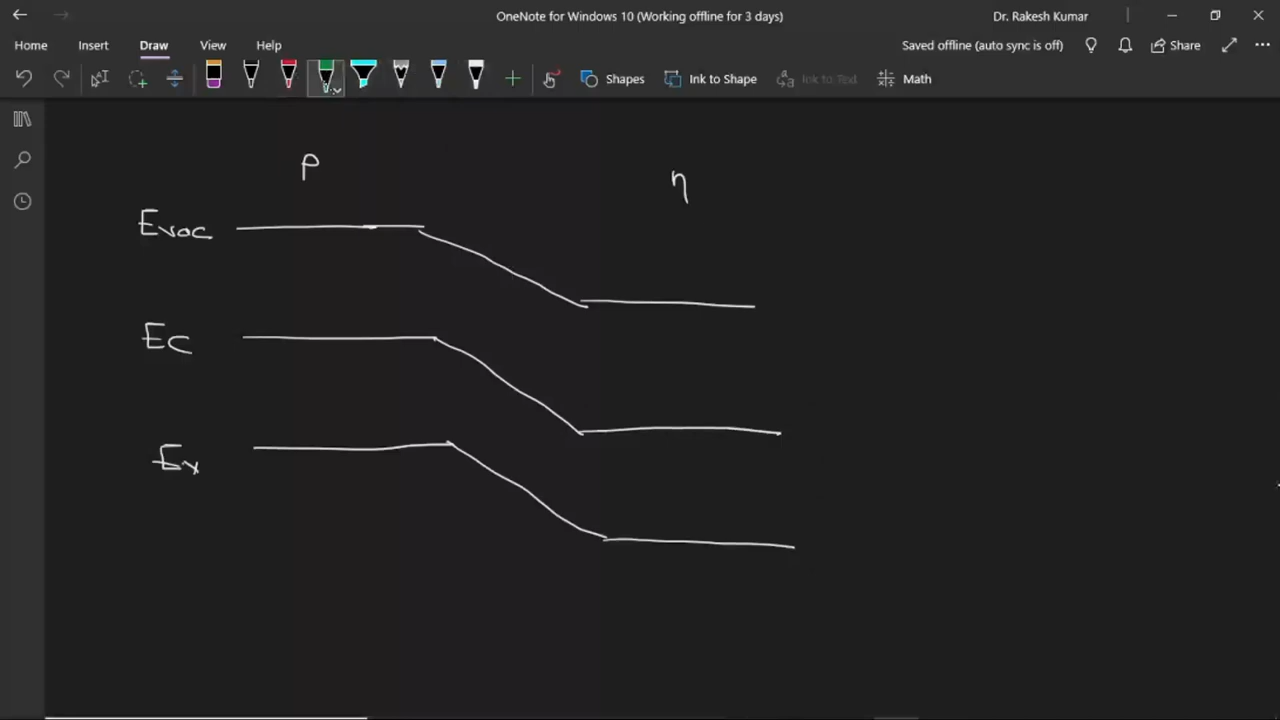 OneNote for Windows 10 (Working offline for 3 days)
Dr. Rakesh Kumar
Home Insert Draw View Help
Saved offline (auto sync is off)
Share
Shapes
Ink to Shape
Ink to Text
Math
P
η
Evac
Ec
Ev